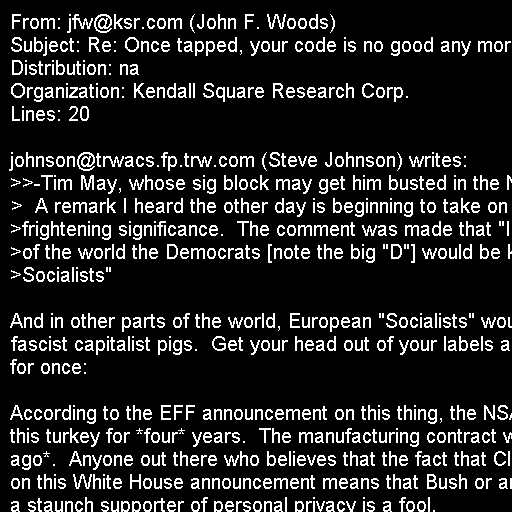 From: jfw@ksr.com (John F. Woods)
Subject: Re: Once tapped, your code is no good any mor
Distribution: na
Organization: Kendall Square Research Corp.
Lines: 20

johnson@trwacs.fp.trw.com (Steve Johnson) writes:
>>-Tim May, whose sig block may get him busted in the N
>  A remark I heard the other day is beginning to take on
>frightening significance.  The comment was made that "I
>of the world the Democrats [note the big "D"] would be k
>Socialists"

And in other parts of the world, European "Socialists" wou
fascist capitalist pigs.  Get your head out of your labels a
for once:

According to the EFF announcement on this thing, the NSA
this turkey for *four* years.  The manufacturing contract w
ago*.  Anyone out there who believes that the fact that Cl
on this White House announcement means that Bush or an
a staunch supporter of personal privacy is a fool.